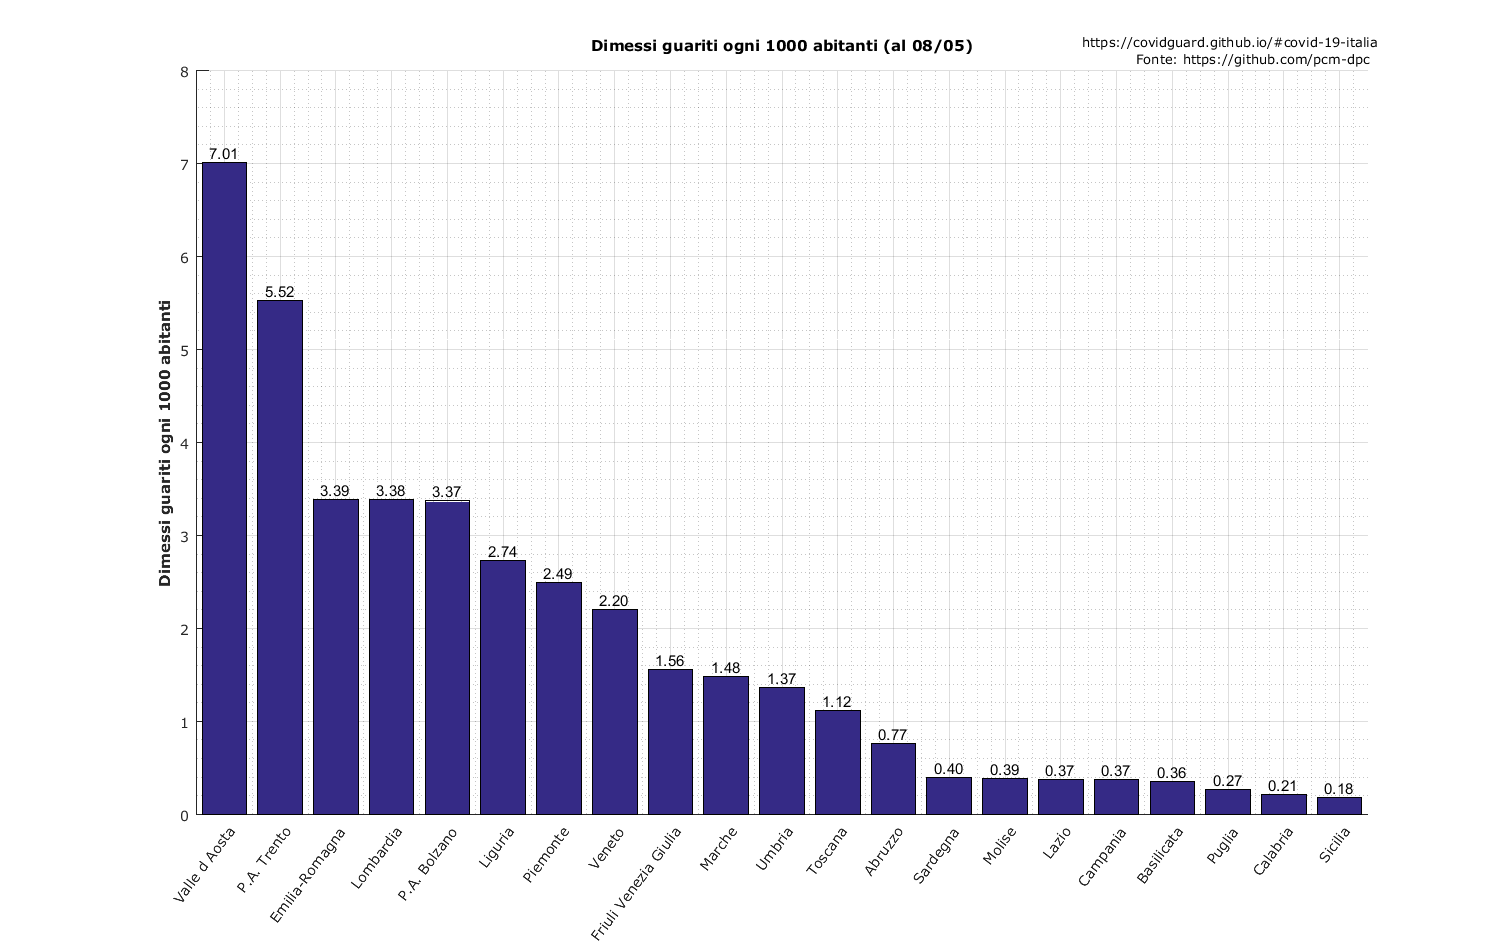 Dimessi guariti ogni 1000 abitanti (al 08/05)
https://covidguard.github.io/#covid-19-italia
Fonte: https://github.com/pcm-dpc
Dimessi guariti ogni 1000 abitanti
8
7
6
5
4
3
2
1
0
7.01
5.52
3.39
3.38
3.37
2.74
2.49
2.20
1.56
1.48
1.37
1.12
0.77
0.40
0.39
0.37
0.37
0.36
0.27
0.21
0.18
Valle d Aosta
P.A. Trento
Emilia-Romagna
Lombardia
P.A. Bolzano
Liguria
Piemonte
Veneto
Friuli Venezia Giulia
Marche
Umbria
Toscana
Abruzzo
Sardegna
Molise
Lazio
Campania
Basilicata
Puglia
Calabria
Sicilia